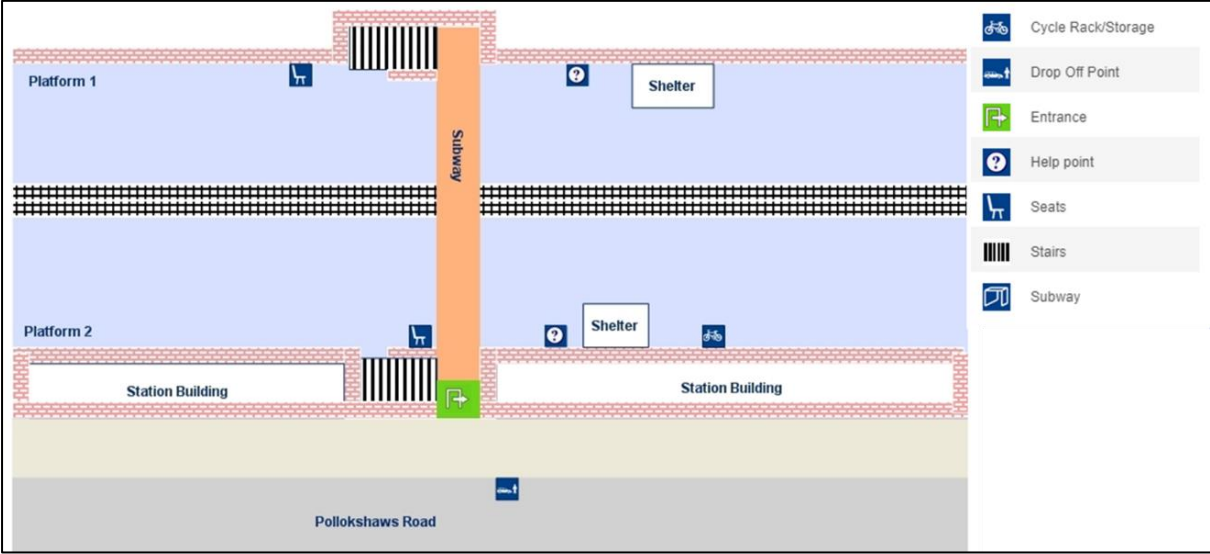 Platform 1
Shelter
Subway
Platform 2
Shelter
Station Building
Station Building
Pollokshaws Road
Cycle Rack/Storage
Drop Off Point
Entrance
Help point
Seats
Stairs
Subway